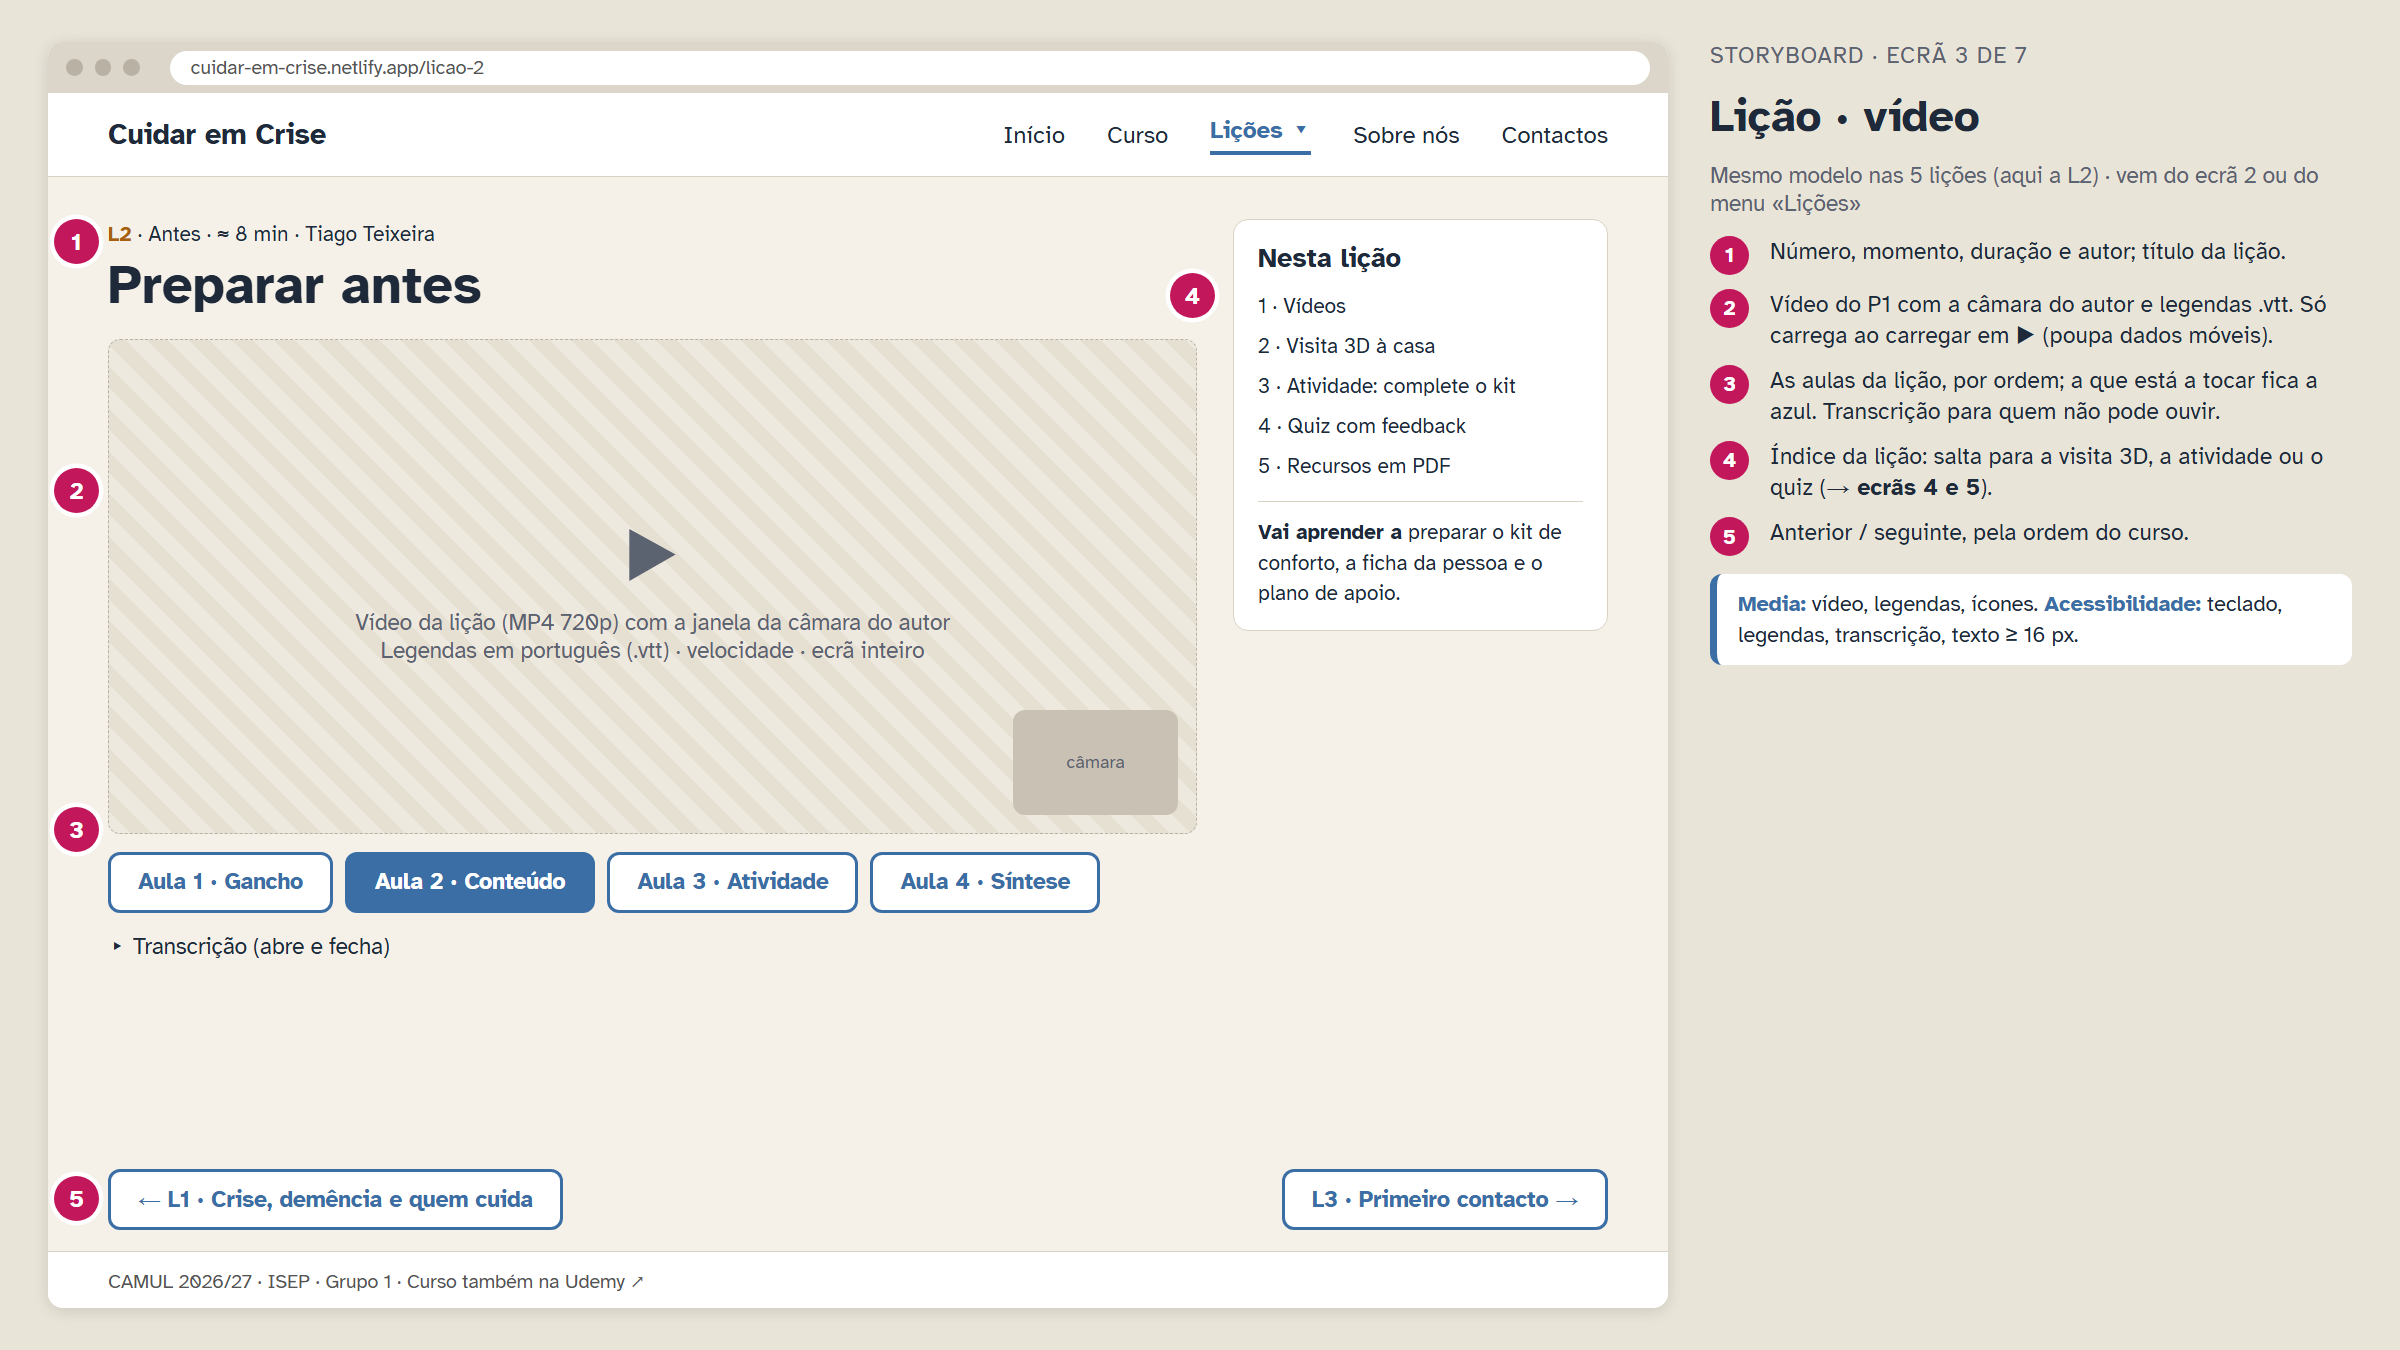 cuidar-em-crise.netlify.app/licao-2
Cuidar em Crise
Início
Curso
Lições ▼
Sobre nós
Contactos
1
L2 · Antes · ≈ 8 min · Tiago Teixeira
Preparar antes
2
Vídeo da lição (MP4 720p) com a janela da câmara do autor
Legendas em português (.vtt) · velocidade · ecrã inteiro
câmara
3
Aula 1 · Gancho
Aula 2 · Conteúdo
Aula 3 · Atividade
Aula 4 · Síntese
▸ Transcrição (abre e fecha)
4
Nesta lição
1 · Vídeos
2 · Visita 3D à casa
3 · Atividade: complete o kit
4 · Quiz com feedback
5 · Recursos em PDF
Vai aprender a preparar o kit de
conforto, a ficha da pessoa e o
plano de apoio.
5
← L1 · Crise, demência e quem cuida
L3 · Primeiro contacto →
CAMUL 2026/27 · ISEP · Grupo 1 · Curso também na Udemy ↗
STORYBOARD · ECRÃ 3 DE 7
Lição · vídeo
Mesmo modelo nas 5 lições (aqui a L2) · vem do ecrã 2 ou do
menu «Lições»
1 Número, momento, duração e autor; título da lição.
2 Vídeo do P1 com a câmara do autor e legendas .vtt. Só
carrega ao carregar em ▶ (poupa dados móveis).
3 As aulas da lição, por ordem; a que está a tocar fica a
azul. Transcrição para quem não pode ouvir.
4 Índice da lição: salta para a visita 3D, a atividade ou o
quiz (→ ecrãs 4 e 5).
5 Anterior / seguinte, pela ordem do curso.
Media: vídeo, legendas, ícones. Acessibilidade: teclado,
legendas, transcrição, texto ≥ 16 px.